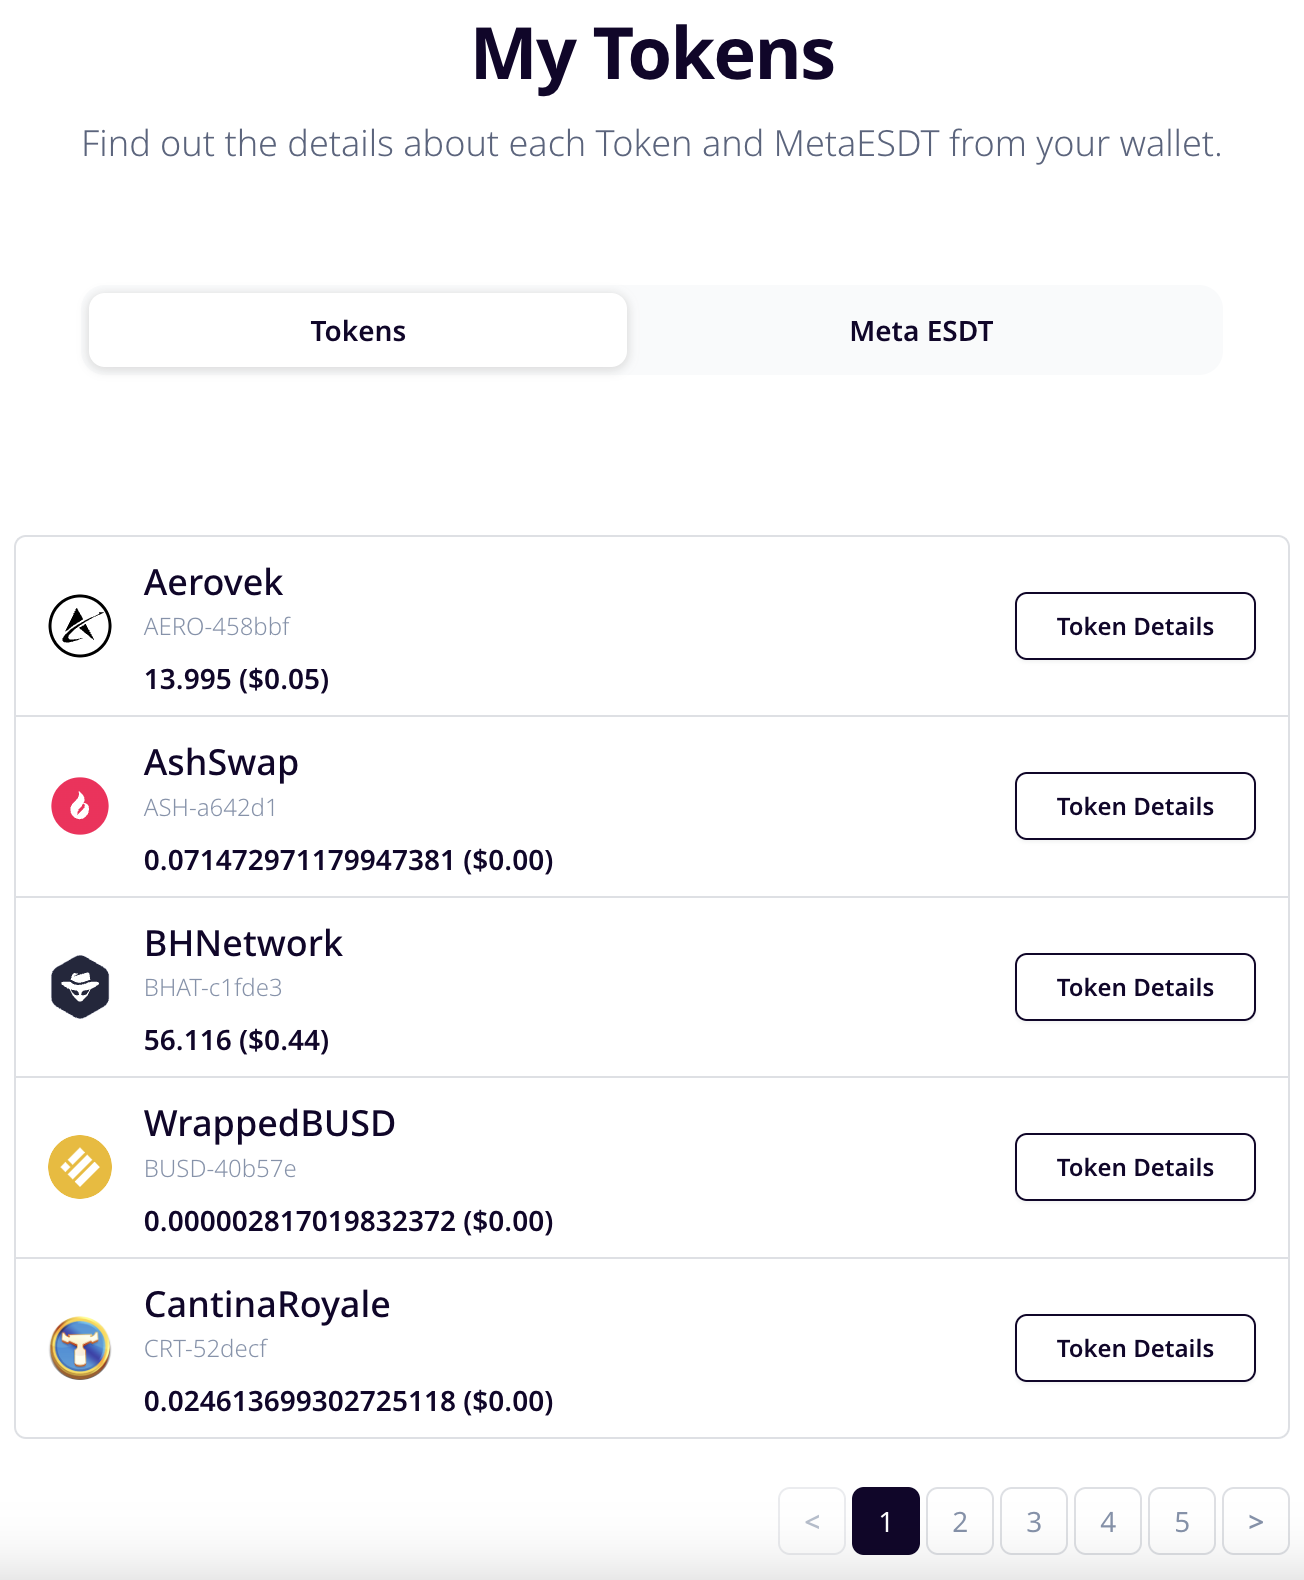 My Tokens
Find out the details about each Token and MetaESDT from your wallet.
Tokens
Meta ESDT
Aerovek
AERO-458bbf
13.995 ($0.05)
Token Details
AshSwap
ASH-a642d1
0.071472971179947381 ($0.00)
Token Details
BHNetwork
BHAT-c1fde3
56.116 ($0.44)
Token Details
WrappedBUSD
BUSD-40b57e
0.000002817019832372 ($0.00)
Token Details
CantinaRoyale
CRT-52decf
0.024613699302725118 ($0.00)
Token Details
< 1 2 3 4 5 >